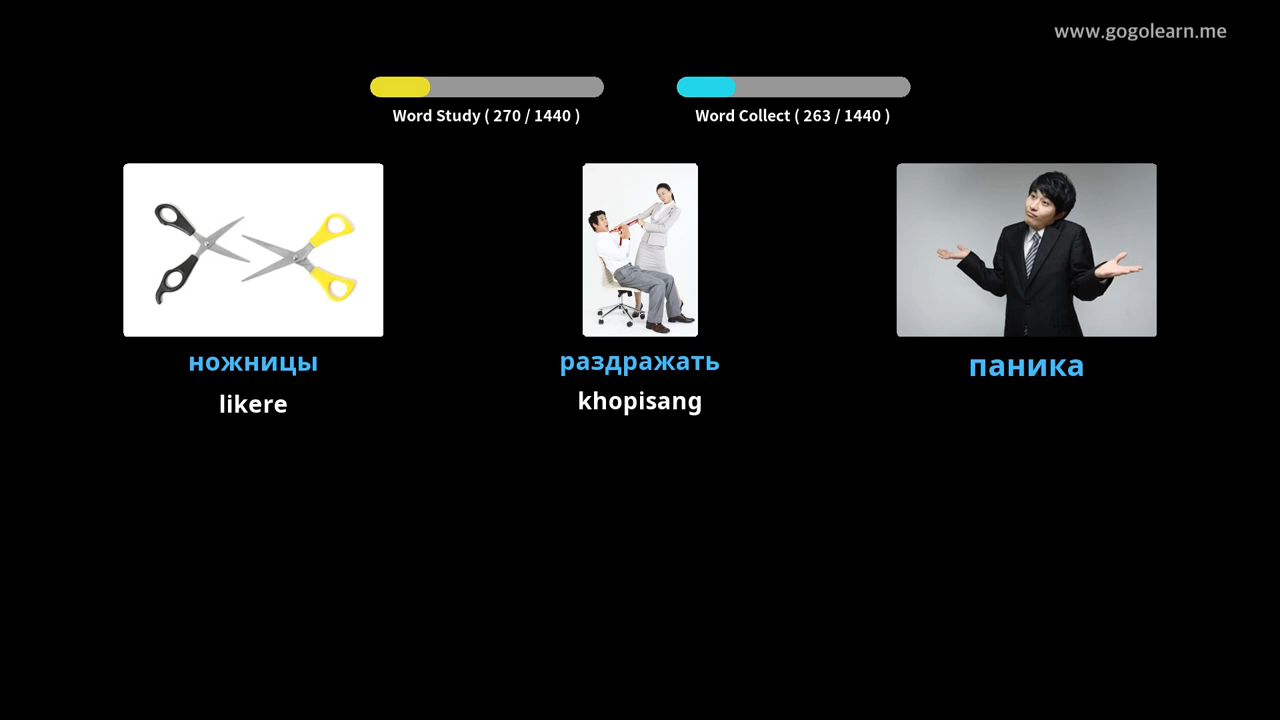 www.gogolearn.me
Word Study ( 270 / 1440 )
Word Collect ( 263 / 1440 )
ножницы
likere
раздражать
khopisang
паника